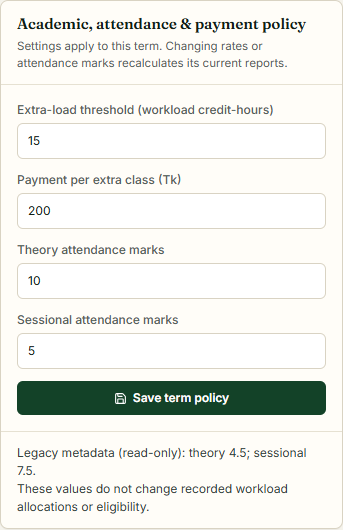 Academic, attendance & payment policy
Settings apply to this term. Changing rates or
attendance marks recalculates its current reports.
Extra-load threshold (workload credit-hours)
15
Payment per extra class (Tk)
200
Theory attendance marks
10
Sessional attendance marks
5
Save term policy
Legacy metadata (read-only): theory 4.5; sessional
7.5.
These values do not change recorded workload
allocations or eligibility.